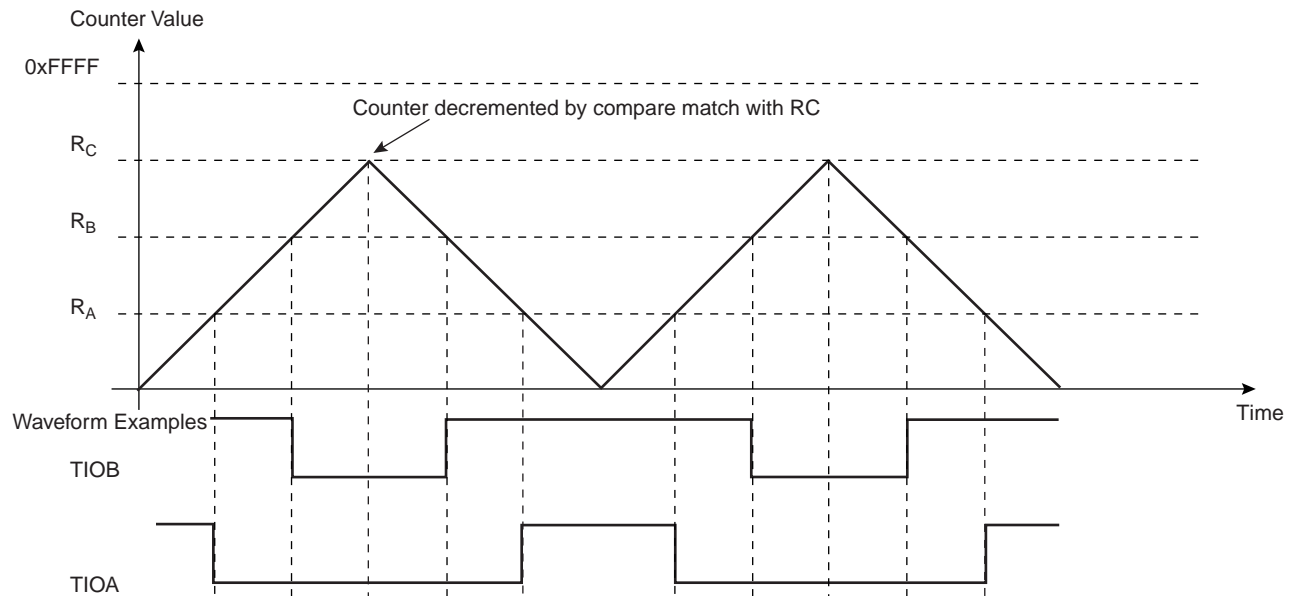 Counter Value
0xFFFF
Counter decremented by compare match with RC
RC
RB
RA
Time
Waveform Examples
TIOB
TIOA